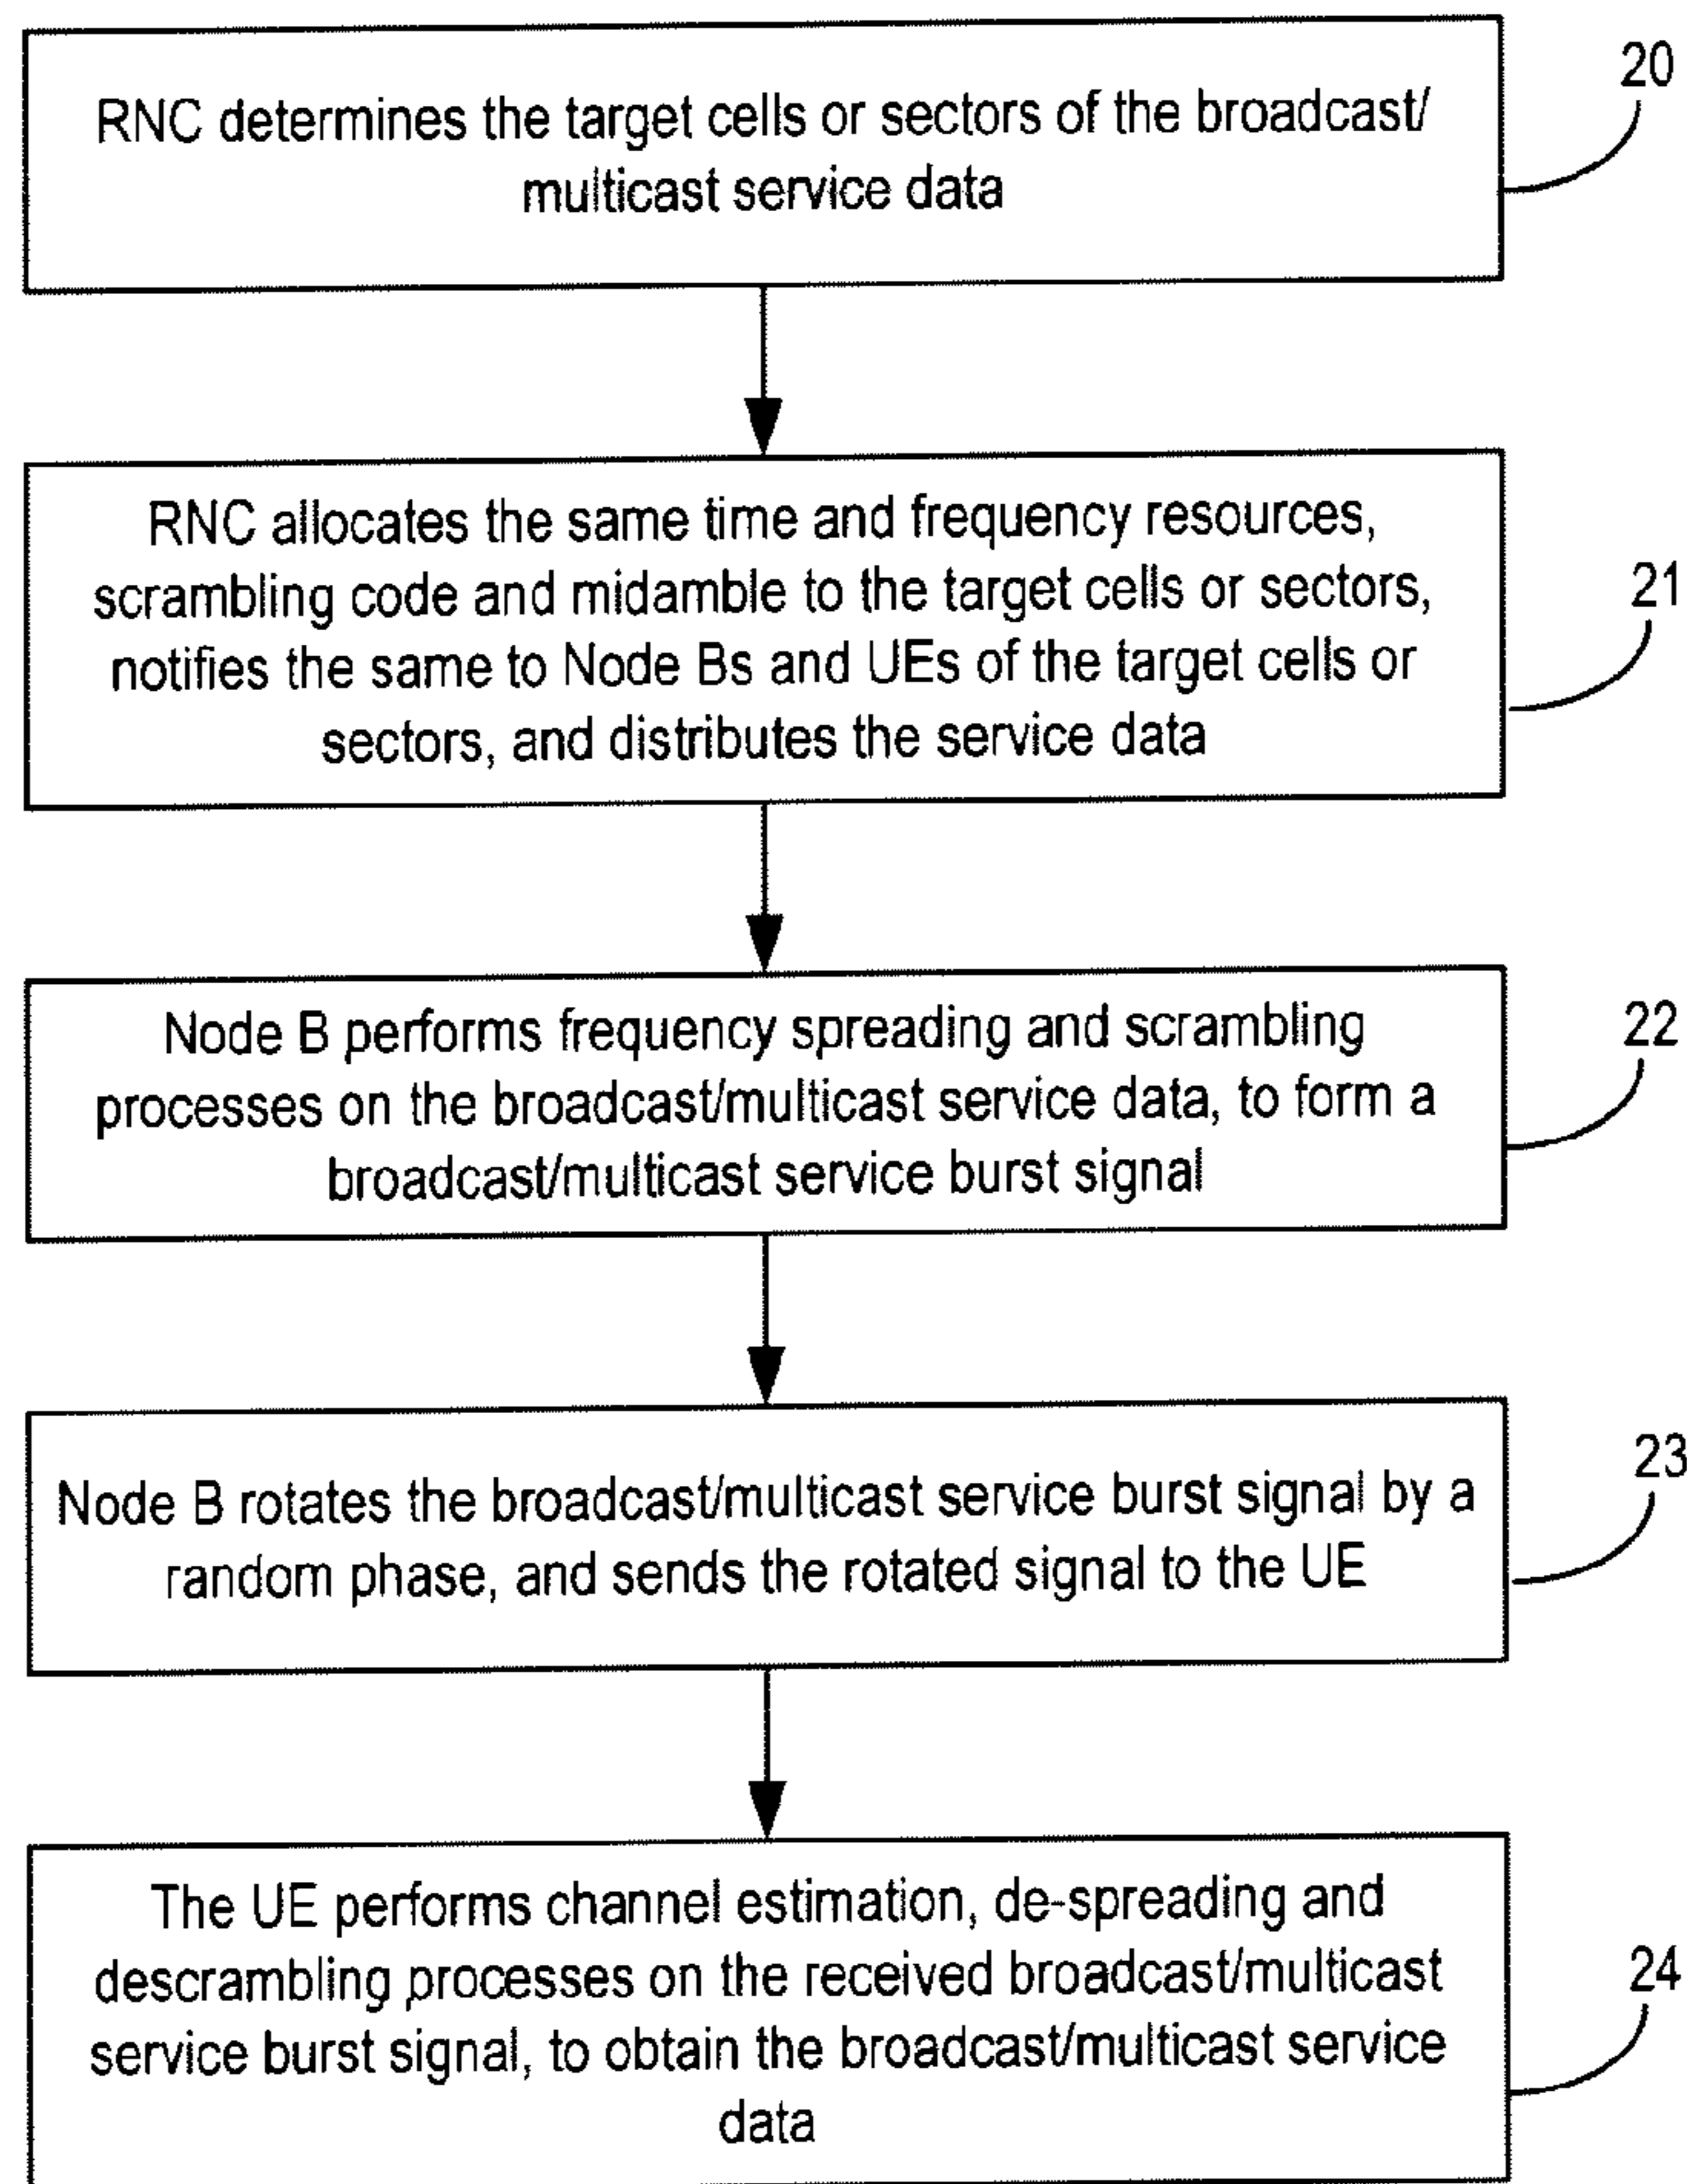 RNC determines the target cells or sectors of the broadcast/
multicast service data
20
RNC allocates the same time and frequency resources,
scrambling code and midamble to the target cells or sectors,
notifies the same to Node Bs and UEs of the target cells or
sectors, and distributes the service data
21
Node B performs frequency spreading and scrambling
processes on the broadcast/multicast service data, to form a
broadcast/multicast service burst signal
22
Node B rotates the broadcast/multicast service burst signal by a
random phase, and sends the rotated signal to the UE
23
The UE performs channel estimation, de-spreading and
descrambling processes on the received broadcast/multicast
service burst signal, to obtain the broadcast/multicast service
data
24